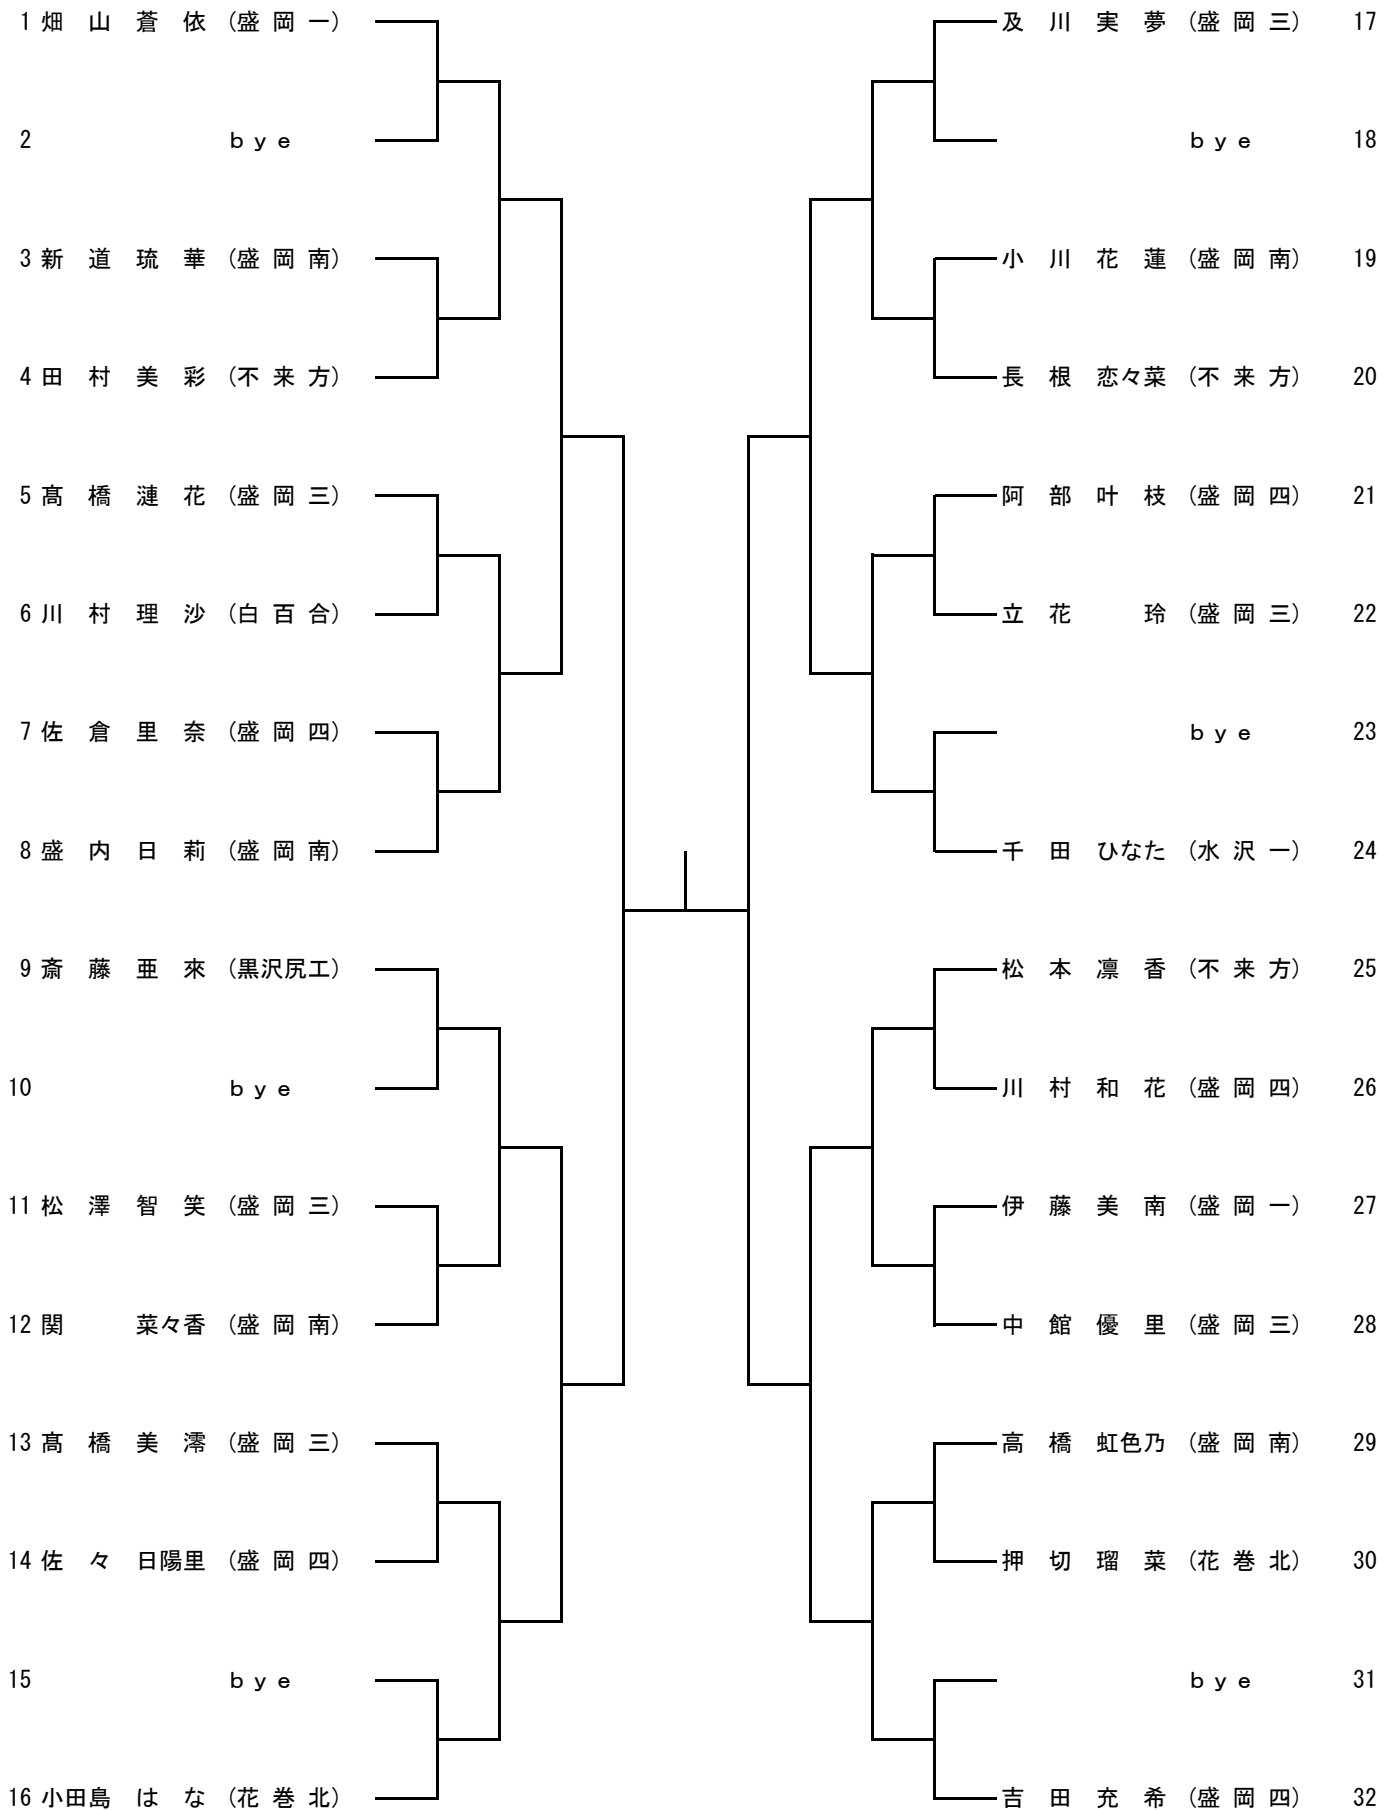 1 畑 山 蒼 依 (盛 岡 一)
2 bye
3 新 道 琉 華 (盛 岡 南)
4 田 村 美 彩 (不 来 方)
5 髙 橋 漣 花 (盛 岡 三)
6 川 村 理 沙 (白 百 合)
7 佐 倉 里 奈 (盛 岡 四)
8 盛 内 日 莉 (盛 岡 南)
9 斎 藤 亜 來 (黒沢尻工)
10 bye
11 松 澤 智 笑 (盛 岡 三)
12 関 菜々香 (盛 岡 南)
13 髙 橋 美 澪 (盛 岡 三)
14 佐 々 日陽里 (盛 岡 四)
15 bye
16 小田島 は な (花 巻 北)
及 川 実 夢 (盛 岡 三) 17
bye 18
小 川 花 蓮 (盛 岡 南) 19
長 根 恋々菜 (不 来 方) 20
阿 部 叶 枝 (盛 岡 四) 21
立 花 玲 (盛 岡 三) 22
bye 23
千 田 ひなた (水 沢 一) 24
松 本 凛 香 (不 来 方) 25
川 村 和 花 (盛 岡 四) 26
伊 藤 美 南 (盛 岡 一) 27
中 館 優 里 (盛 岡 三) 28
高 橋 虹色乃 (盛 岡 南) 29
押 切 瑠 菜 (花 巻 北) 30
bye 31
吉 田 充 希 (盛 岡 四) 32